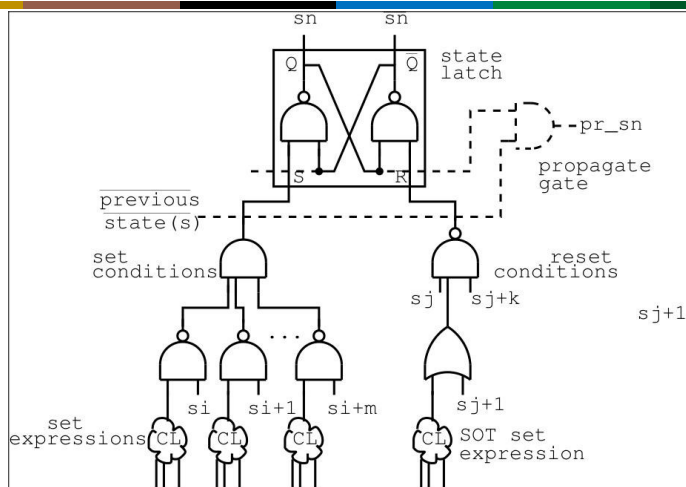 sn
sn
Q
Q
state
latch
pr_sn
propagate
gate
S
R
previous
state(s)
set
conditions
reset
conditions
sj
sj+k
sj+1
si
si+1
si+m
sj+1
set
expressions
CL
CL
CL
CL
SOT set
expression